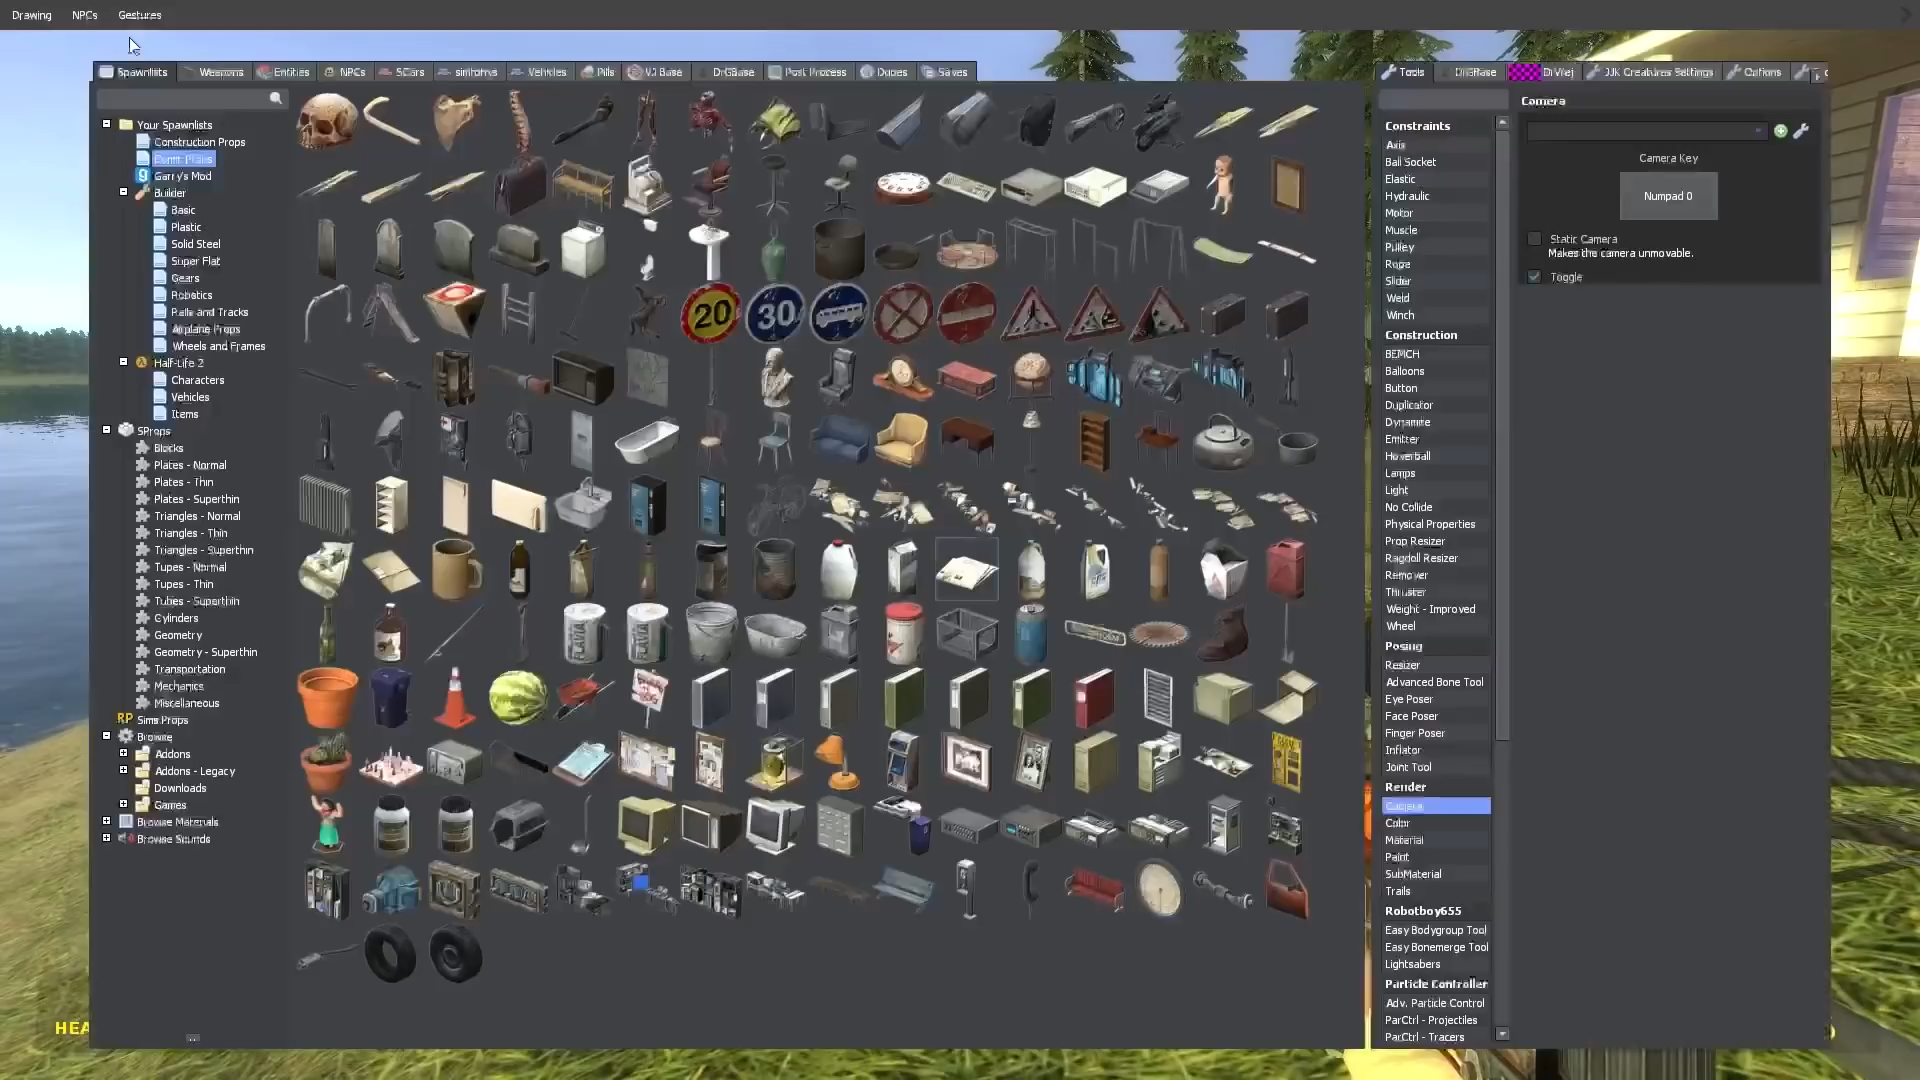 Drawing NPCs Gestures
Spawnlists Weapons Entities NPCs SCars simfphys Vehicles Pills VJ Base DrGBase Post Process Dupes Saves
Your Spawnlists
Construction Props
Garry's Mod
Builder
Basic
Plastic
Solid Steel
Super Flat
Gears
Robotics
Rails and Tracks
Airplane Props
Wheels and Frames
Half-Life 2
Characters
Vehicles
Items
SProps
Blocks
Plates - Normal
Plates - Thin
Plates - Superthin
Triangles - Normal
Triangles - Thin
Triangles - Superthin
Tupes - Normal
Tupes - Thin
Tubes - Superthin
Cylinders
Geometry
Geometry - Superthin
Transportation
Mechanics
Miscellaneous
RP Sims Props
Browse
Addons
Addons - Legacy
Downloads
Games
Browse Materials
Browse Sounds
20 30
HEA
Tools DrGBase DrVrej JJK Creatures Settings Options
Constraints
Axis
Ball Socket
Elastic
Hydraulic
Motor
Muscle
Pulley
Rope
Slider
Weld
Winch
Construction
Balloons
Button
Duplicator
Dynamite
Emitter
Hoverball
Lamps
Light
No Collide
Physical Properties
Prop Resizer
Ragdoll Resizer
Remover
Thruster
Weight - Improved
Wheel
Posing
Resizer
Advanced Bone Tool
Eye Poser
Face Poser
Finger Poser
Inflator
Joint Tool
Render
Camera
Color
Material
Paint
SubMaterial
Trails
Robotboy655
Easy Bodygroup Tool
Easy Bonemerge Tool
Lightsabers
Particle Controller
Adv. Particle Control
ParCtrl - Projectiles
ParCtrl - Tracers
Camera
Camera Key
Numpad 0
Static Camera
Makes the camera unmovable.
Toggle